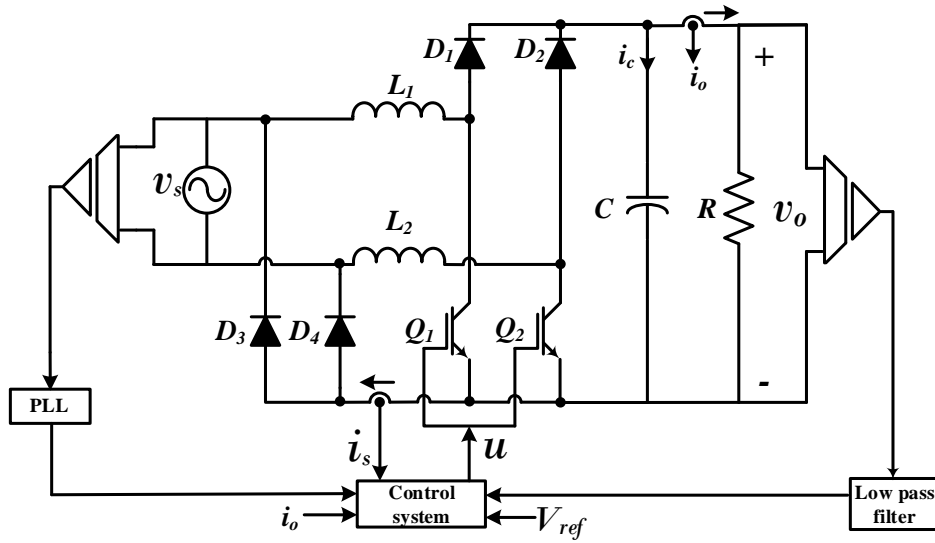 D1
D2
ic
io
L1
+
vs
C
R
vo
L2
D3
D4
Q1
Q2
-
PLL
is
u
Control
system
io
Vref
Low pass
filter